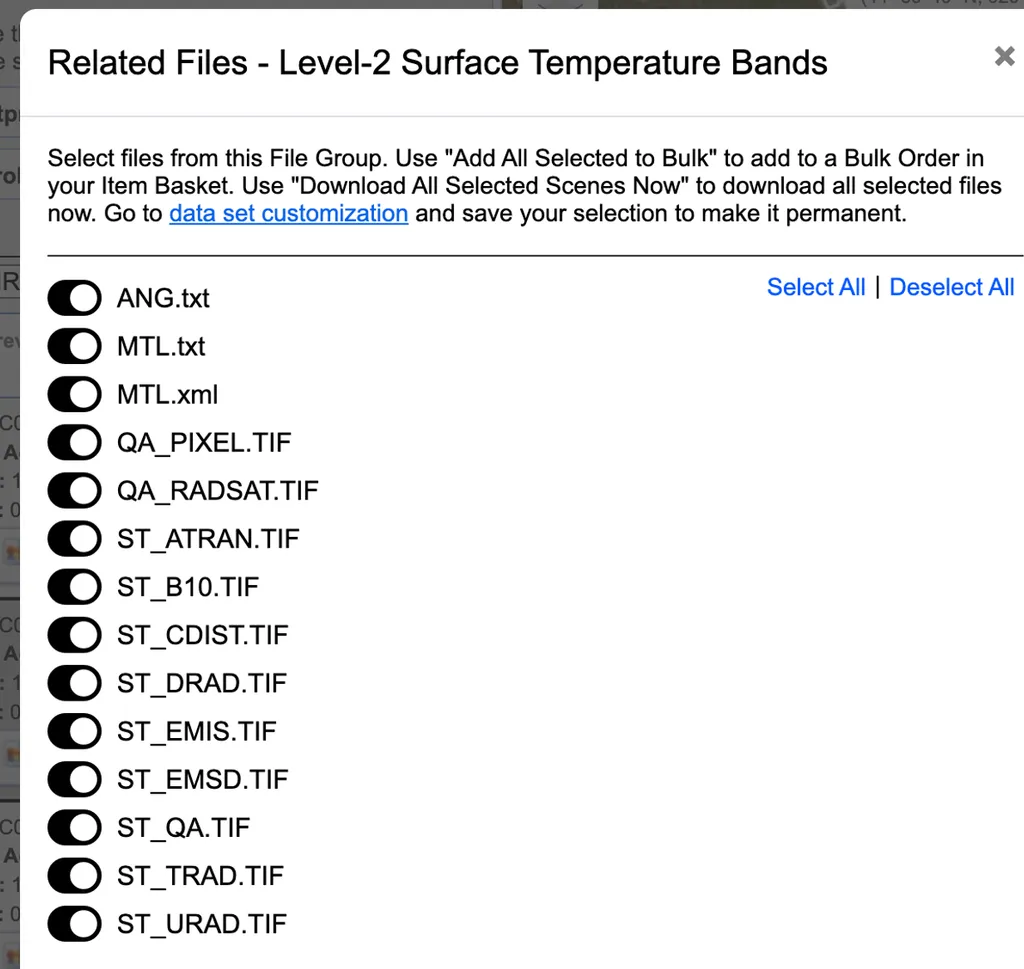 Related Files - Level-2 Surface Temperature Bands
Select files from this File Group. Use "Add All Selected to Bulk" to add to a Bulk Order in
your Item Basket. Use "Download All Selected Scenes Now" to download all selected files
now. Go to data set customization and save your selection to make it permanent.
Select All | Deselect All
ANG.txt
MTL.txt
MTL.xml
QA_PIXEL.TIF
QA_RADSAT.TIF
ST_ATRAN.TIF
ST_B10.TIF
ST_CDIST.TIF
ST_DRAD.TIF
ST_EMIS.TIF
ST_EMSD.TIF
ST_QA.TIF
ST_TRAD.TIF
ST_URAD.TIF